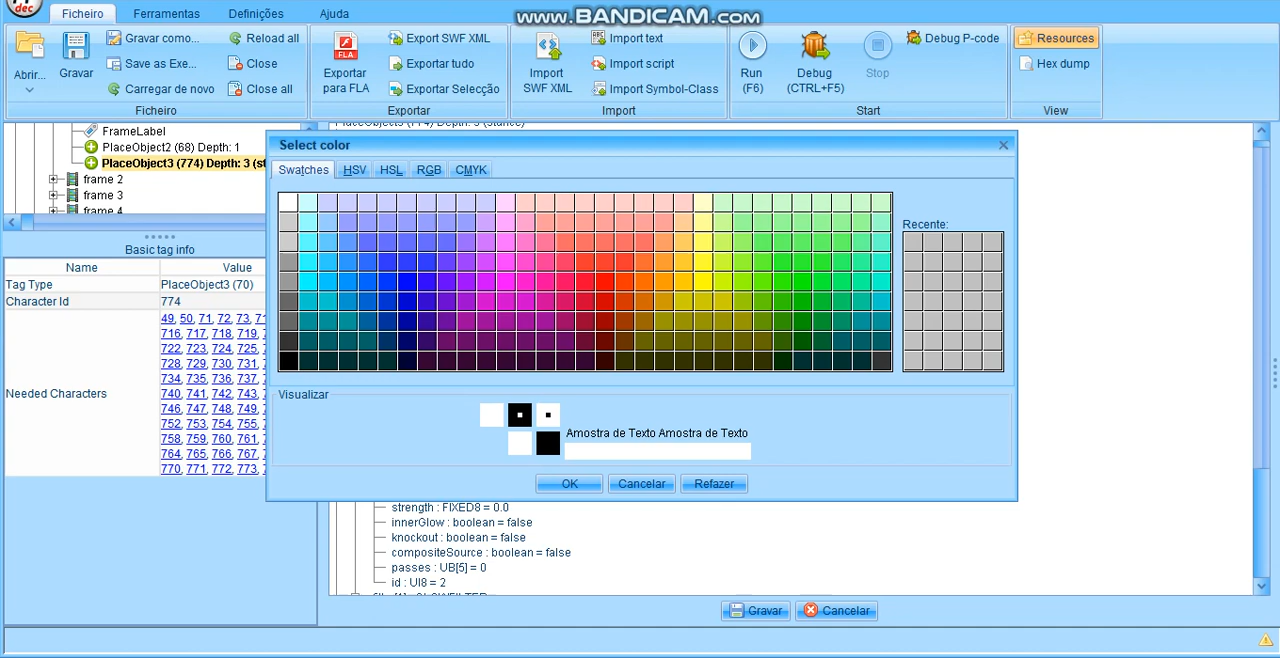 www.BANDICAM.com
dec
Ficheiro
Ferramentas
Definições
Ajuda
Abrir...
Gravar
Gravar como...
Save as Exe...
Carregar de novo
Reload all
Close
Close all
Ficheiro
FLA
Exportar
para FLA
Export SWF XML
Exportar tudo
Exportar Selecção
Exportar
Import
SWF XML
Import text
Import script
Import Symbol-Class
Import
Run
(F6)
Debug
(CTRL+F5)
Stop
Debug P-code
Start
Resources
Hex dump
View
FrameLabel
PlaceObject2 (68) Depth: 1
PlaceObject3 (774) Depth: 3 (st
frame 2
frame 3
frame 4
PlaceObject3 (774) Depth: 3 (stance)
Basic tag info
Name Value
Tag Type PlaceObject3 (70)
Character Id 774
Needed Characters
49, 50, 71, 72, 73,
716, 717, 718, 719,
722, 723, 724, 725,
728, 729, 730, 731,
734, 735, 736, 737,
740, 741, 742, 743,
746, 747, 748, 749,
752, 753, 754, 755,
758, 759, 760, 761,
764, 765, 766, 767,
770, 771, 772, 773,
Select color
Swatches
HSV
HSL
RGB
CMYK
Recente:
Visualizar
Amostra de Texto Amostra de Texto
OK
Cancelar
Refazer
strength : FIXED8 = 0.0
innerGlow : boolean = false
knockout : boolean = false
compositeSource : boolean = false
passes : UB[5] = 0
id : UI8 = 2
Gravar
Cancelar